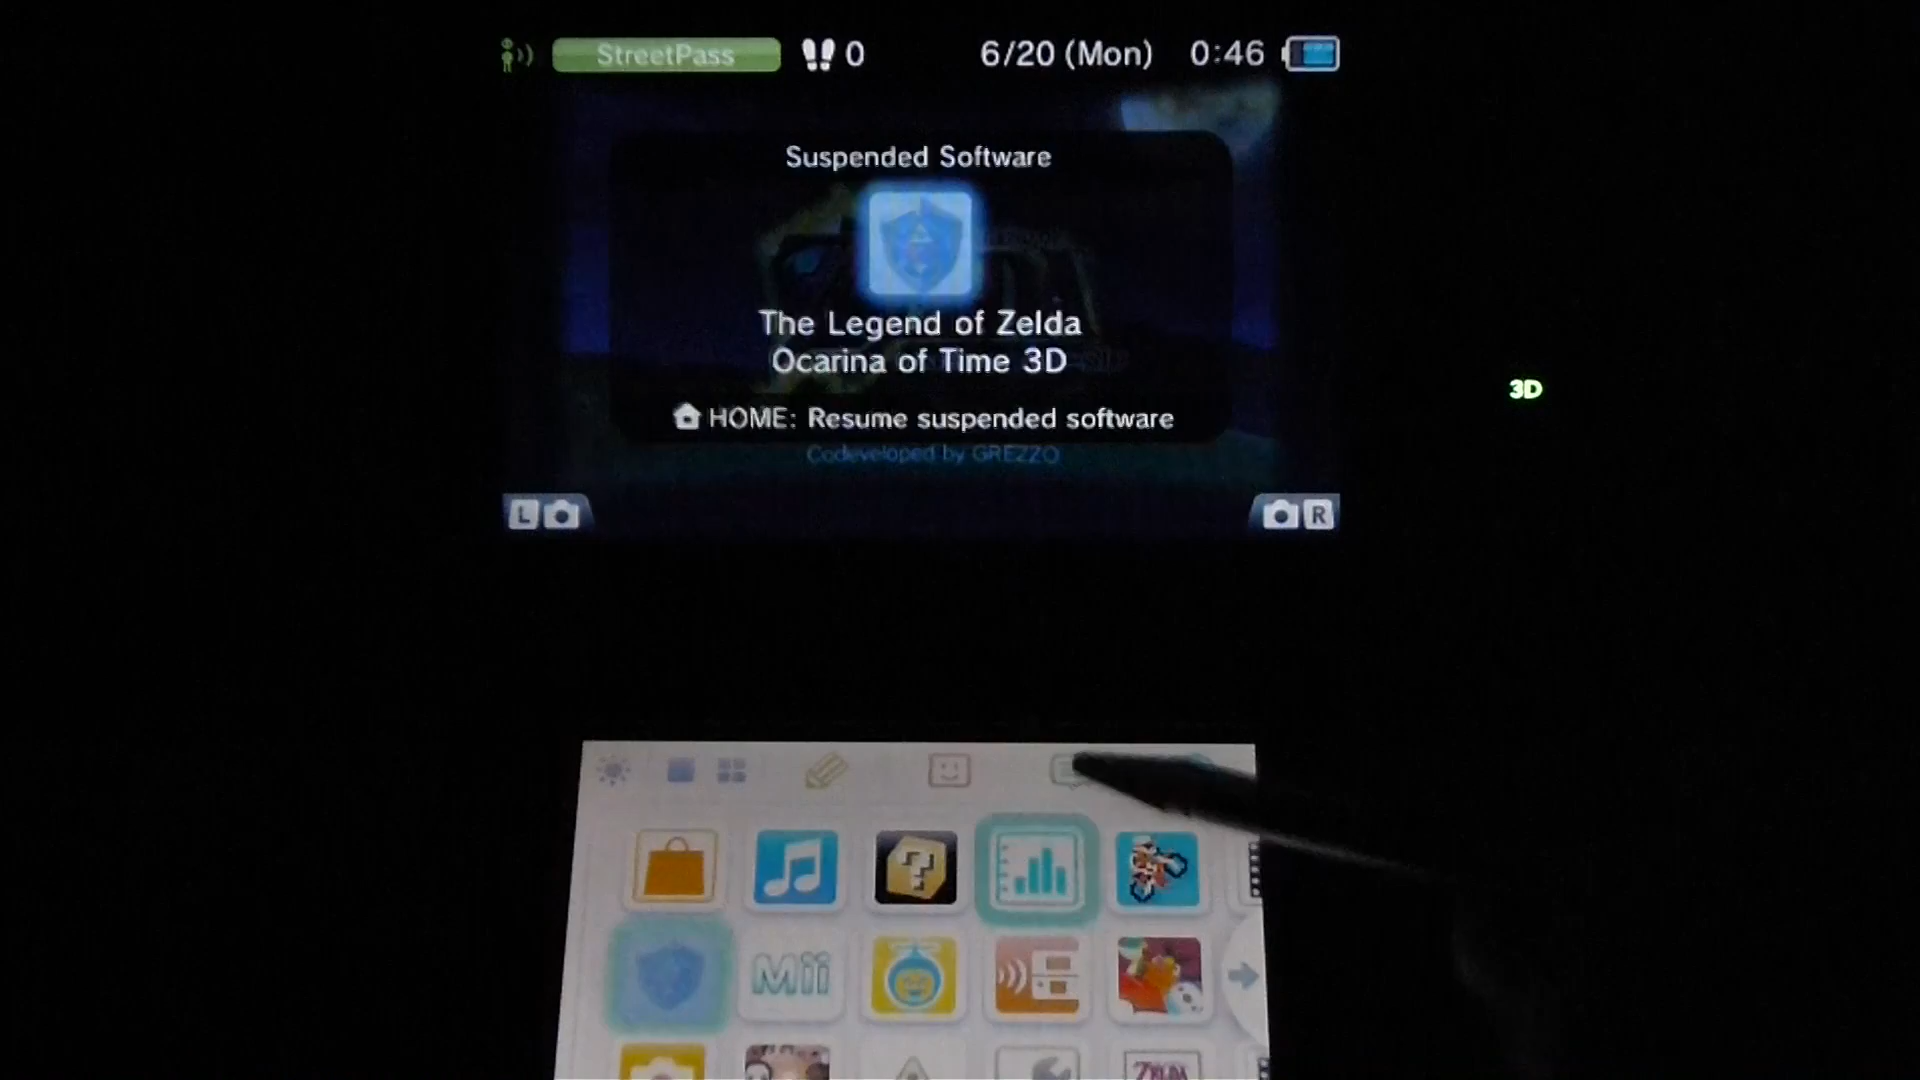 StreetPass 0 6/20 (Mon) 0:46
Suspended Software
The Legend of Zelda
Ocarina of Time 3D
HOME: Resume suspended software
Codeveloped by GREZZO
L R
3D
?
Mii
ZELDA